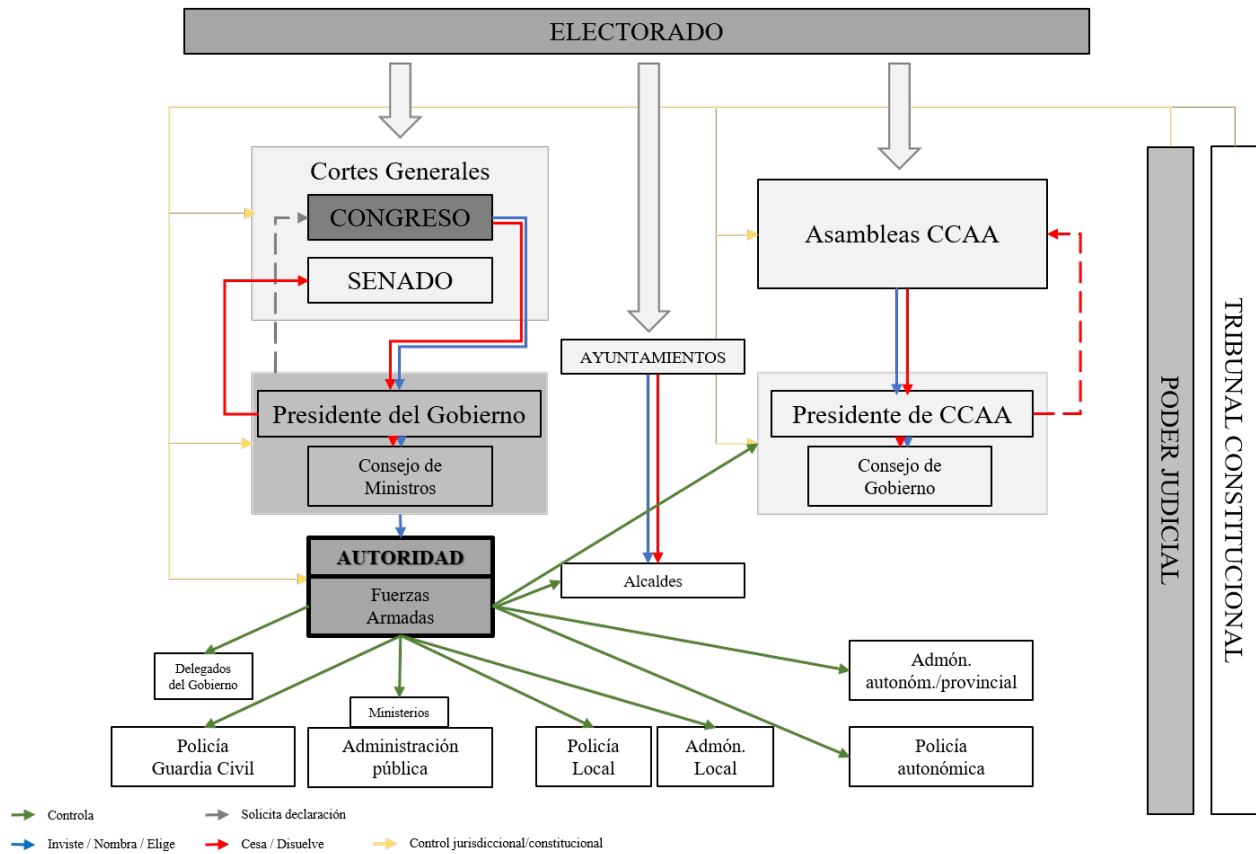 ELECTORADO
Cortes Generales
CONGRESO
SENADO
Asambleas CCAA
AYUNTAMIENTOS
Presidente del Gobierno
Consejo de
Ministros
Presidente de CCAA
Consejo de
Gobierno
PODER JUDICIAL
TRIBUNAL CONSTITUCIONAL
AUTORIDAD
Fuerzas
Armadas
Alcaldes
Delegados
del Gobierno
Ministerios
Admón.
autonóm./provincial
Policía
Guardia Civil
Administración
pública
Policía
Local
Admón.
Local
Policía
autonómica
Controla
Solicita declaración
Inviste / Nombra / Elige
Cesa / Disuelve
Control jurisdiccional/constitucional